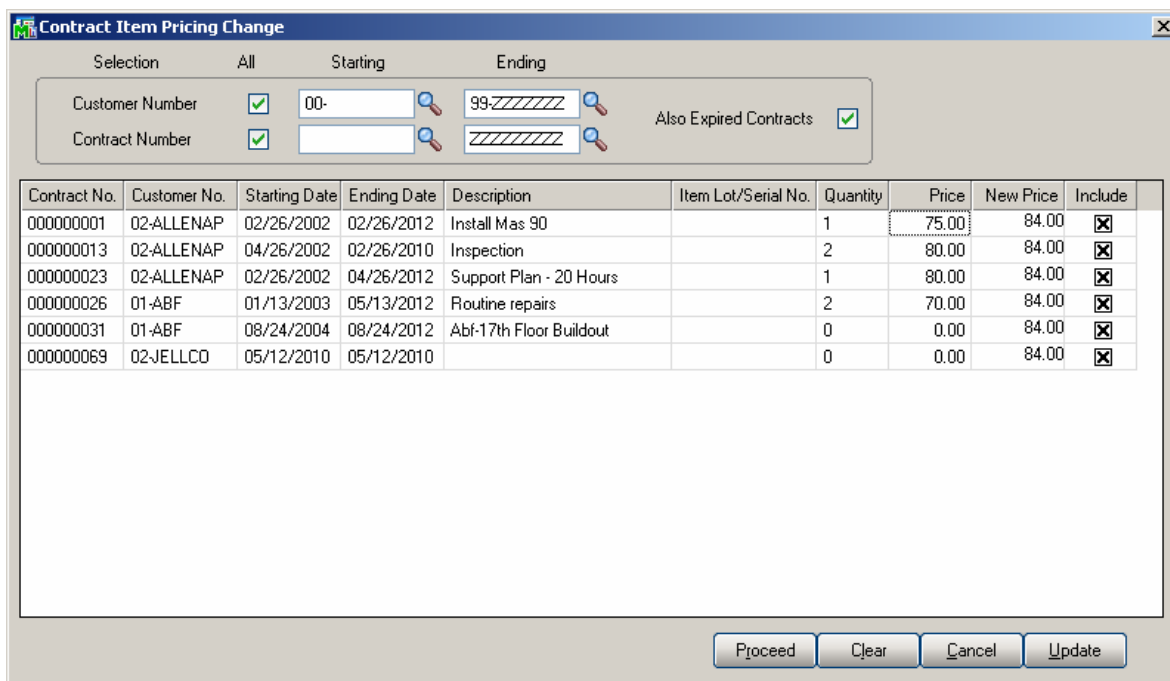 Contract Item Pricing Change
Selection All Starting Ending
Customer Number 00- 99-ZZZZZZZ
Also Expired Contracts
Contract Number ZZZZZZZZZ
Contract No. Customer No. Starting Date Ending Date Description Item Lot/Serial No. Quantity Price New Price Include
000000001 02-ALLENAP 02/26/2002 02/26/2012 Install Mas 90 1 75.00 84.00
000000013 02-ALLENAP 04/26/2002 02/26/2010 Inspection 2 80.00 84.00
000000023 02-ALLENAP 02/26/2002 04/26/2012 Support Plan - 20 Hours 1 80.00 84.00
000000026 01-ABF 01/13/2003 05/13/2012 Routine repairs 2 70.00 84.00
000000031 01-ABF 08/24/2004 08/24/2012 Abf-17th Floor Buildout 0 0.00 84.00
000000069 02-JELLCO 05/12/2010 05/12/2010 0 0.00 84.00
Proceed Clear Cancel Update